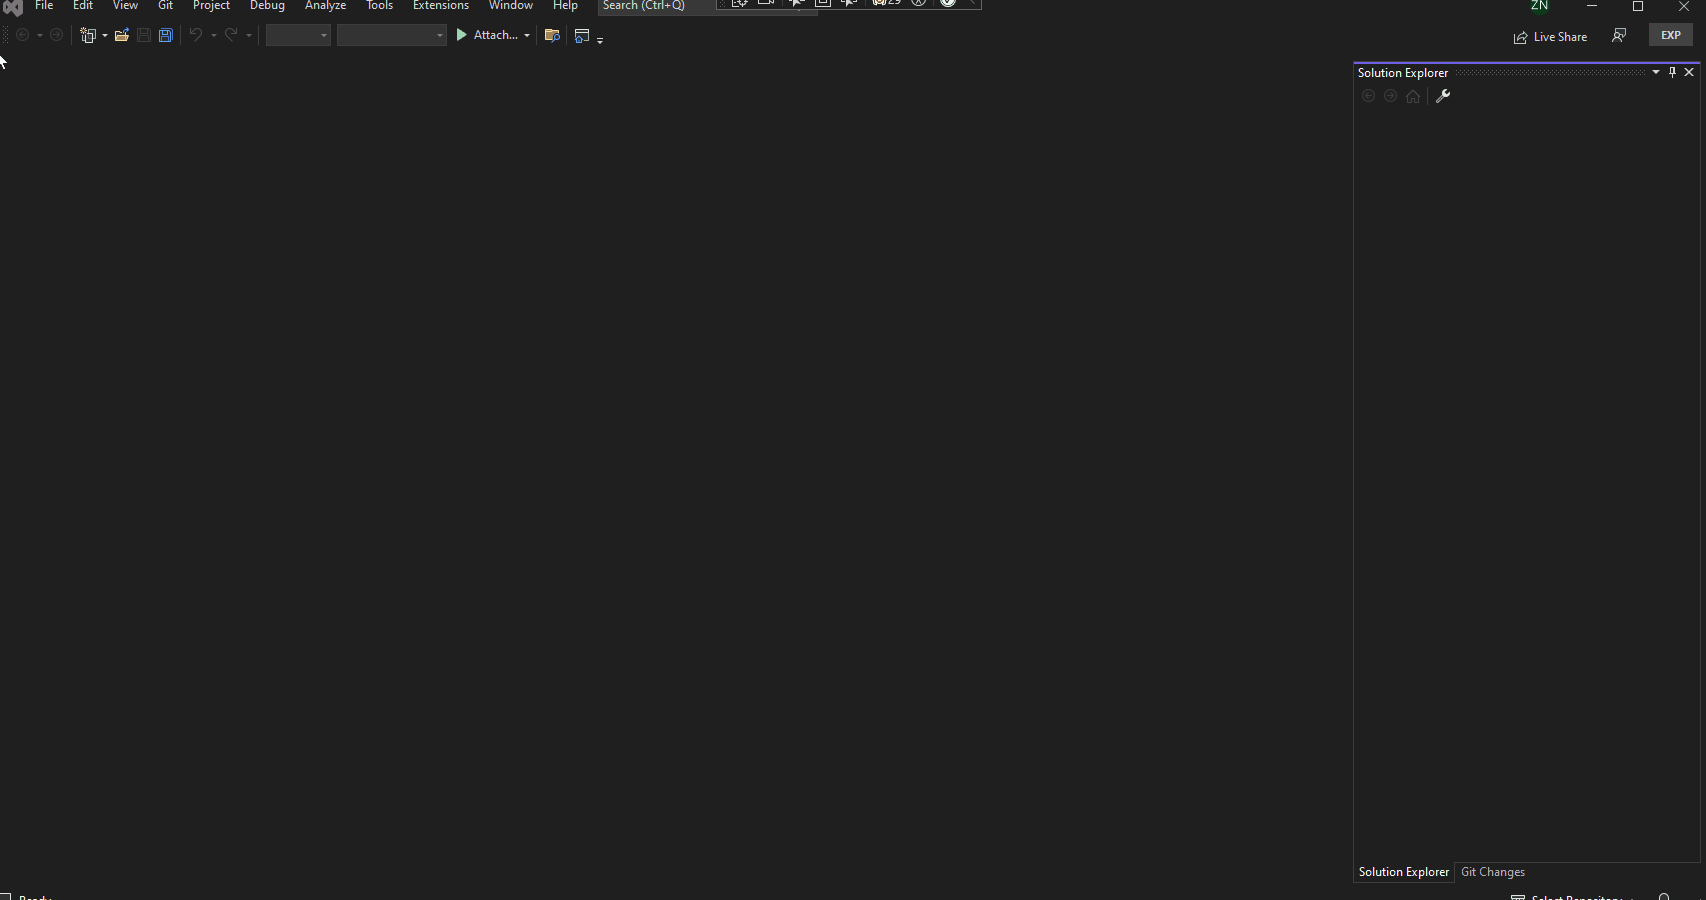 File Edit View Git Project Debug Analyze Tools Extensions Window Help Search (Ctrl+Q) ZN
Attach... Live Share EXP
Solution Explorer
Solution Explorer Git Changes
Ready Select Repository